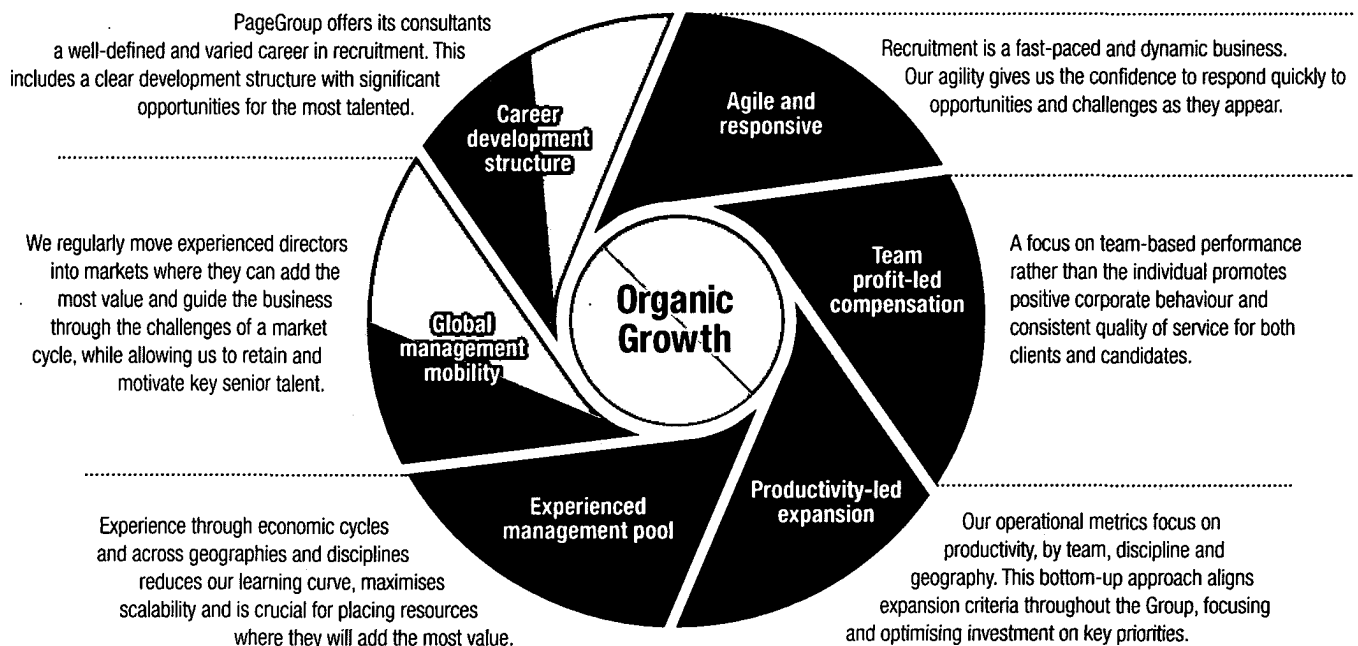 PageGroup offers its consultants
a well-defined and varied career in recruitment. This
includes a clear development structure with significant
opportunities for the most talented.
Career
development
structure
Agile and
responsive
Recruitment is a fast-paced and dynamic business.
Our agility gives us the confidence to respond quickly to
opportunities and challenges as they appear.
We regularly move experienced directors
into markets where they can add the
most value and guide the business
through the challenges of a market
cycle, while allowing us to retain and
motivate key senior talent.
Global
management
mobility
Organic
Growth
Team
profit-led
compensation
A focus on team-based performance
rather than the individual promotes
positive corporate behaviour and
consistent quality of service for both
clients and candidates.
Experience through economic cycles
and across geographies and disciplines
reduces our learning curve, maximises
scalability and is crucial for placing resources
where they will add the most value.
Experienced
management pool
Productivity-led
expansion
Our operational metrics focus on
productivity, by team, discipline and
geography. This bottom-up approach aligns
expansion criteria throughout the Group, focusing
and optimising investment on key priorities.